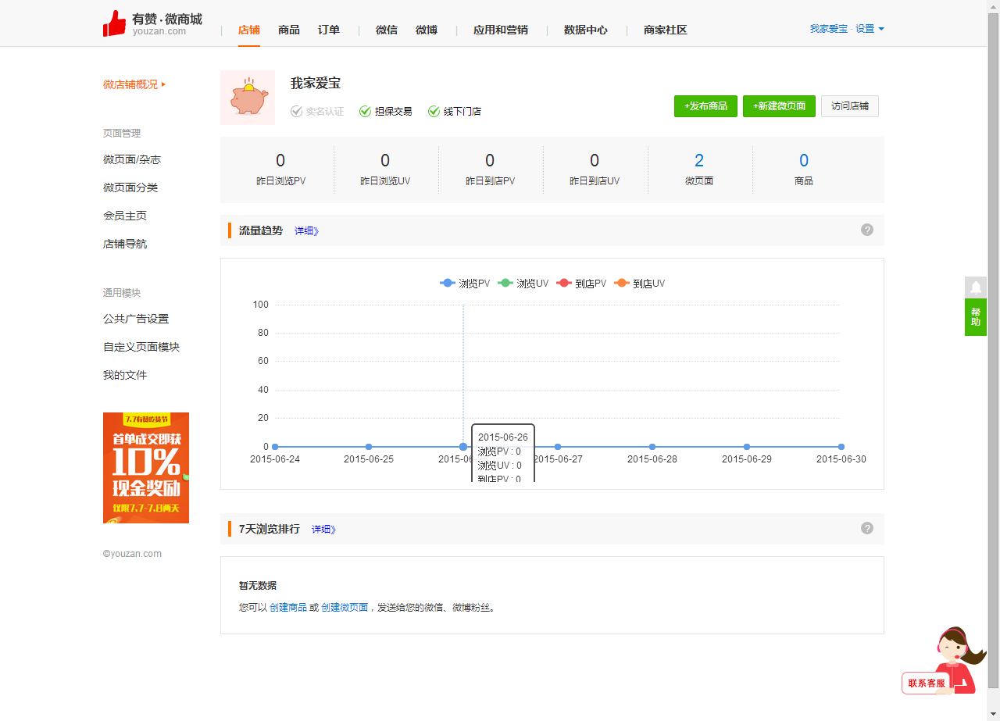 有赞·微商城
youzan.com
店铺 商品 订单 微信 微博 应用和营销 数据中心 商家社区
我家爱宝 - 设置
微店铺概况
页面管理
微页面/杂志
微页面分类
会员主页
店铺导航
通用模块
公共广告设置
自定义页面模块
我的文件
7.7有赞吃货节
首单成交即获
10%
现金奖励
仅限7.7-7.8两天
©youzan.com
我家爱宝
实名认证 担保交易 线下门店
+发布商品 +新建微页面 访问店铺
0 0 0 0 2 0
昨日浏览PV 昨日浏览UV 昨日到店PV 昨日到店UV 微页面 商品
流量趋势 详细》 ?
浏览PV 浏览UV 到店PV 到店UV
100
80
60
40
20
0
2015-06-24 2015-06-25 2015-06 2015-06-27 2015-06-28 2015-06-29 2015-06-30
2015-06-26
浏览PV : 0
浏览UV : 0
到店PV : 0
7天浏览排行 详细》 ?
暂无数据
您可以 创建商品 或 创建微页面，发送给您的微信、微博粉丝。
帮
助
联系客服